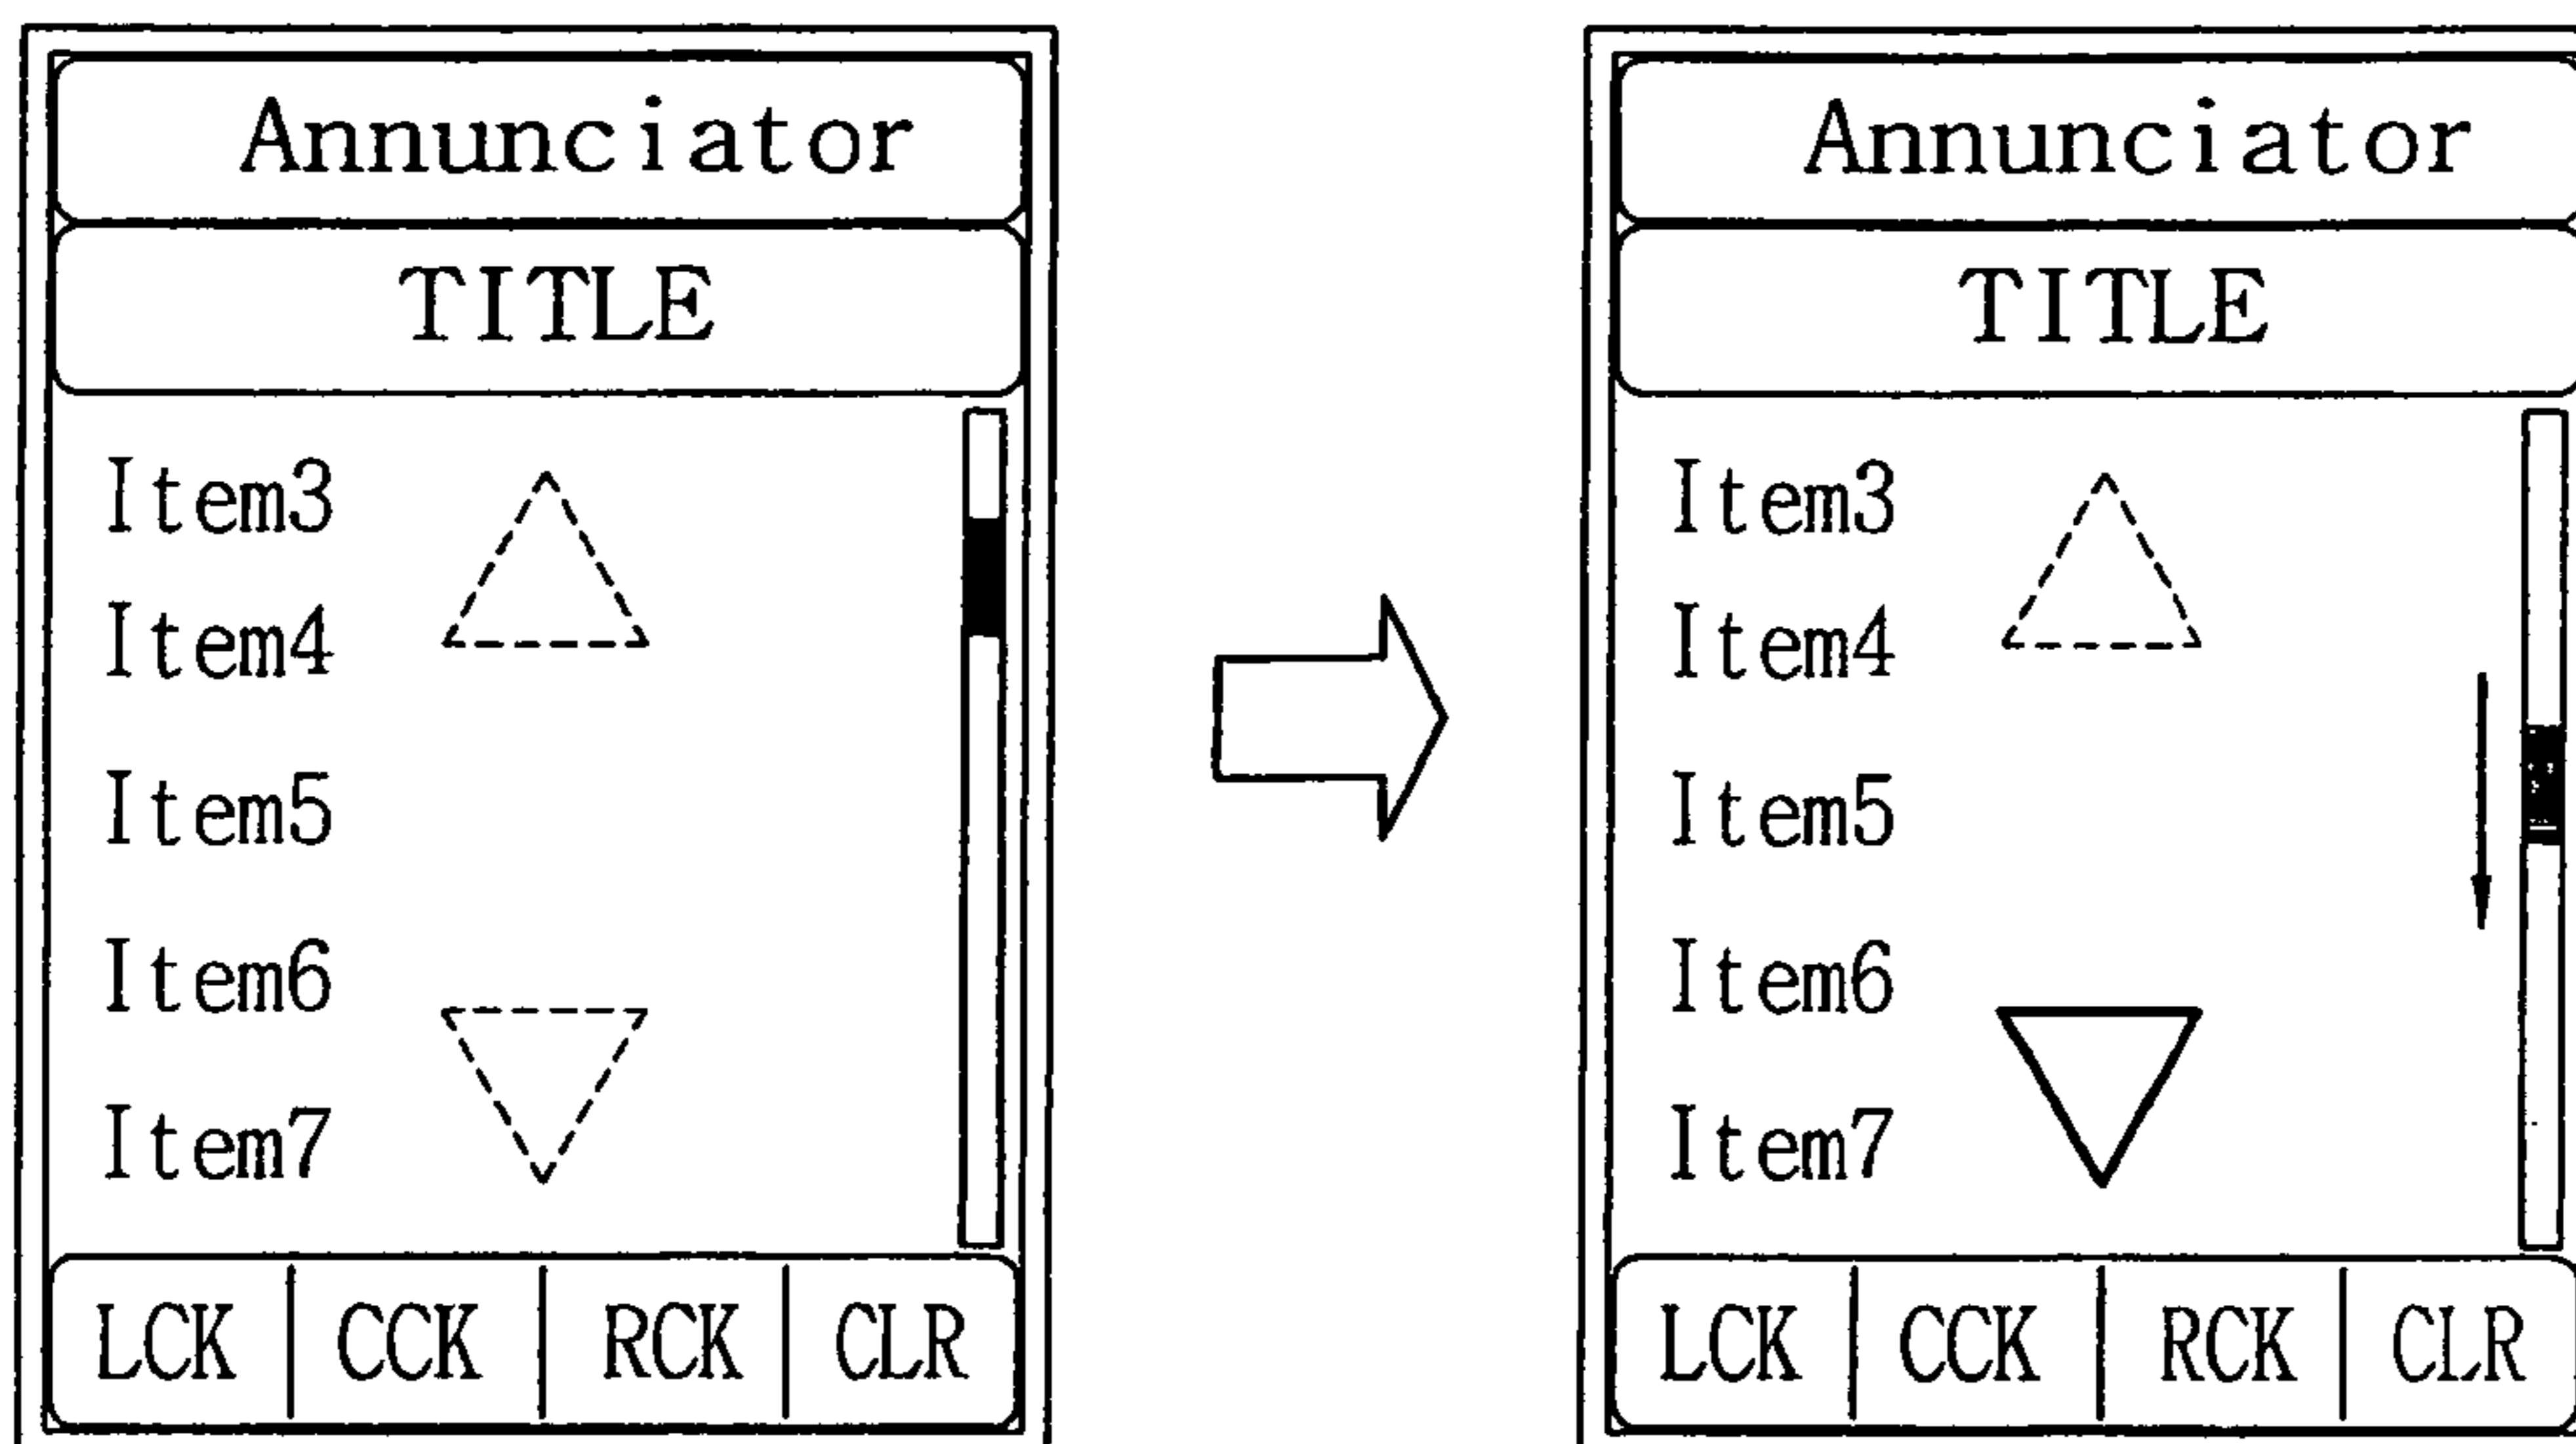 Annunciator
TITLE
Item3
Item4
Item5
Item6
Item7
LCK CCK RCK CLR
Annunciator
TITLE
Item3
Item4
Item5
Item6
Item7
LCK CCK RCK CLR